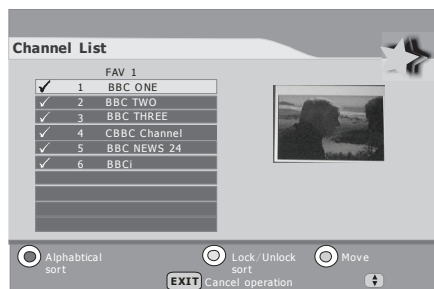 Channel List
FAV 1
1 BBC ONE
2 BBC TWO
3 BBC THREE
4 CBBC Channel
5 BBC NEWS 24
6 BBCi
Alphabtical
sort
Lock/Unlock
sort
Move
EXIT Cancel operation